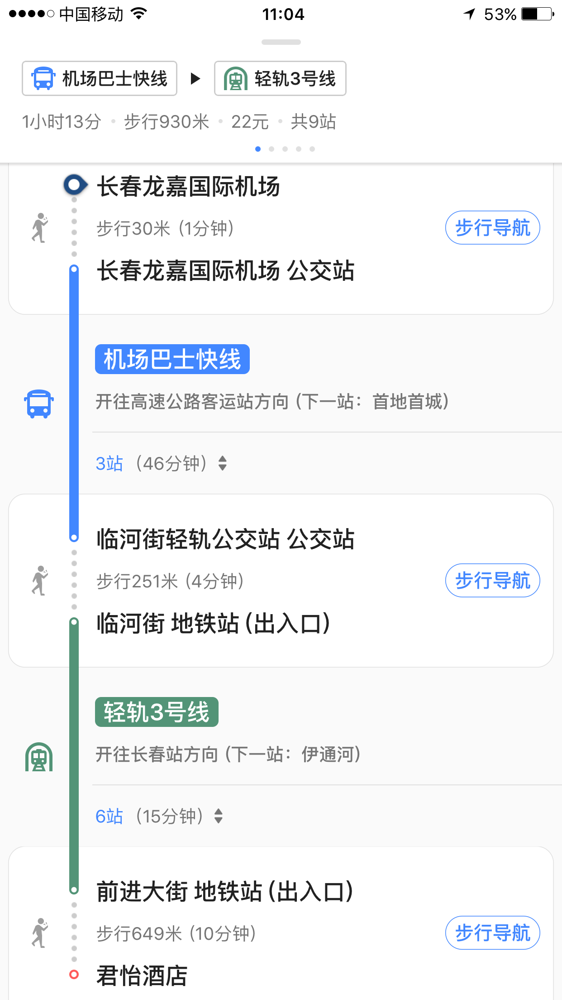 中国移动 11:04 53%
机场巴士快线 ▶ 轻轨3号线
1小时13分 • 步行930米 • 22元 • 共9站
长春龙嘉国际机场
步行30米 (1分钟) 步行导航
长春龙嘉国际机场 公交站
机场巴士快线
开往高速公路客运站方向 (下一站：首地首城)
3站 (46分钟)
临河街轻轨公交站 公交站
步行251米 (4分钟) 步行导航
临河街 地铁站 (出入口)
轻轨3号线
开往长春站方向 (下一站：伊通河)
6站 (15分钟)
前进大街 地铁站 (出入口)
步行649米 (10分钟) 步行导航
君怡酒店